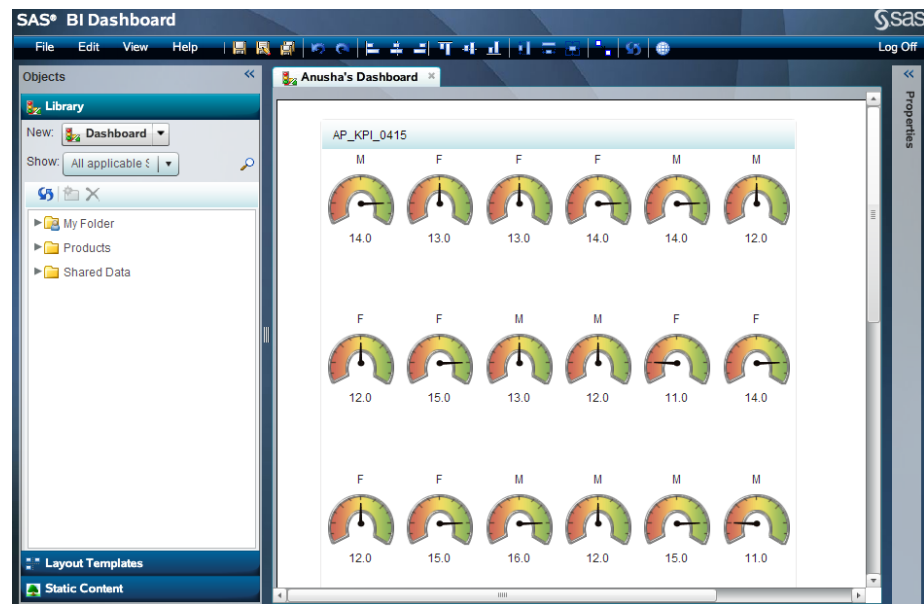 SAS® BI Dashboard
sas
File Edit View Help
Log Off
Objects
Library
New: Dashboard
Show: All applicable S
My Folder
Products
Shared Data
Layout Templates
Static Content
Anusha's Dashboard ×
AP_KPI_0415
M F F F M M
14.0 13.0 13.0 14.0 14.0 12.0
F F M M F F
12.0 15.0 13.0 12.0 11.0 14.0
F F M M M M
12.0 15.0 16.0 12.0 15.0 11.0
Properties